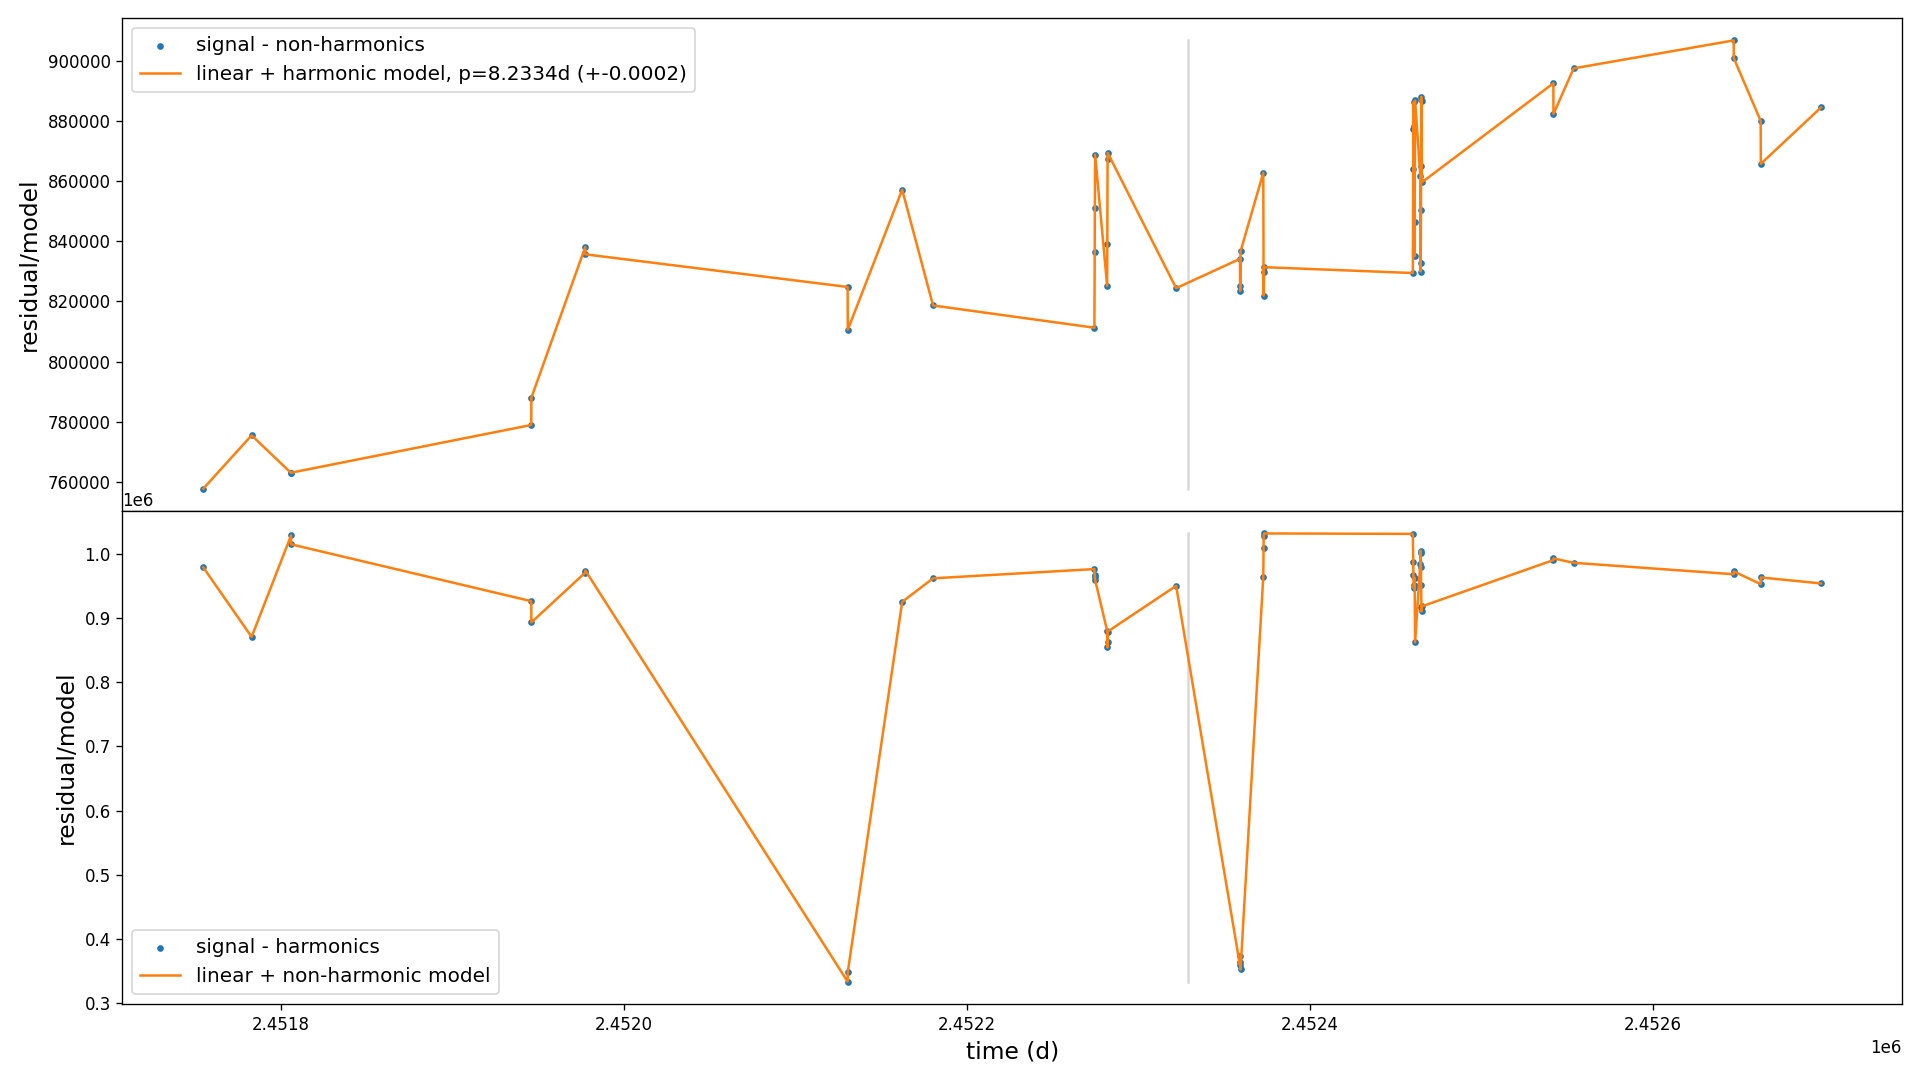 signal - non-harmonics
linear + harmonic model, p=8.2334d (+-0.0002)
900000
880000
860000
840000
820000
800000
780000
760000
residual/model
1e6
1.0
0.9
0.8
0.7
0.6
0.5
0.4
0.3
residual/model
signal - harmonics
linear + non-harmonic model
2.4518
2.4520
2.4522
2.4524
2.4526
time (d)
1e6